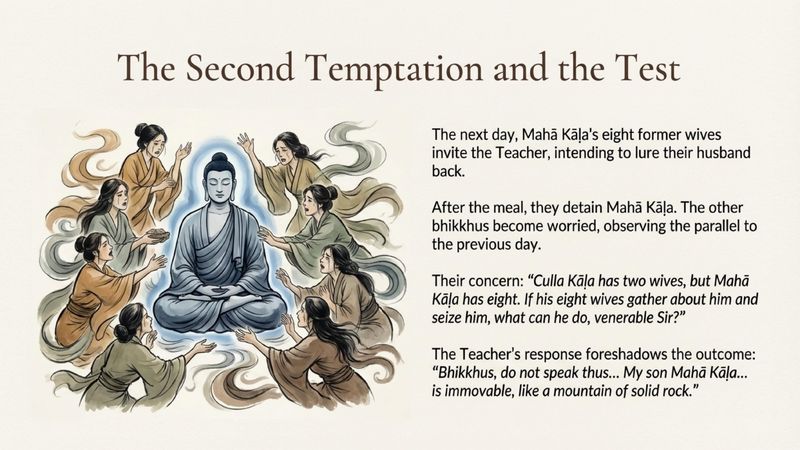 The Second Temptation and the Test
The next day, Mahā Kāḷa's eight former wives
invite the Teacher, intending to lure their husband
back.
After the meal, they detain Mahā Kāḷa. The other
bhikkhus become worried, observing the parallel to
the previous day.
Their concern: “Culla Kāḷa has two wives, but Mahā
Kāḷa has eight. If his eight wives gather about him and
seize him, what can he do, venerable Sir?”
The Teacher's response foreshadows the outcome:
“Bhikkhus, do not speak thus... My son Mahā Kāḷa...
is immovable, like a mountain of solid rock.”